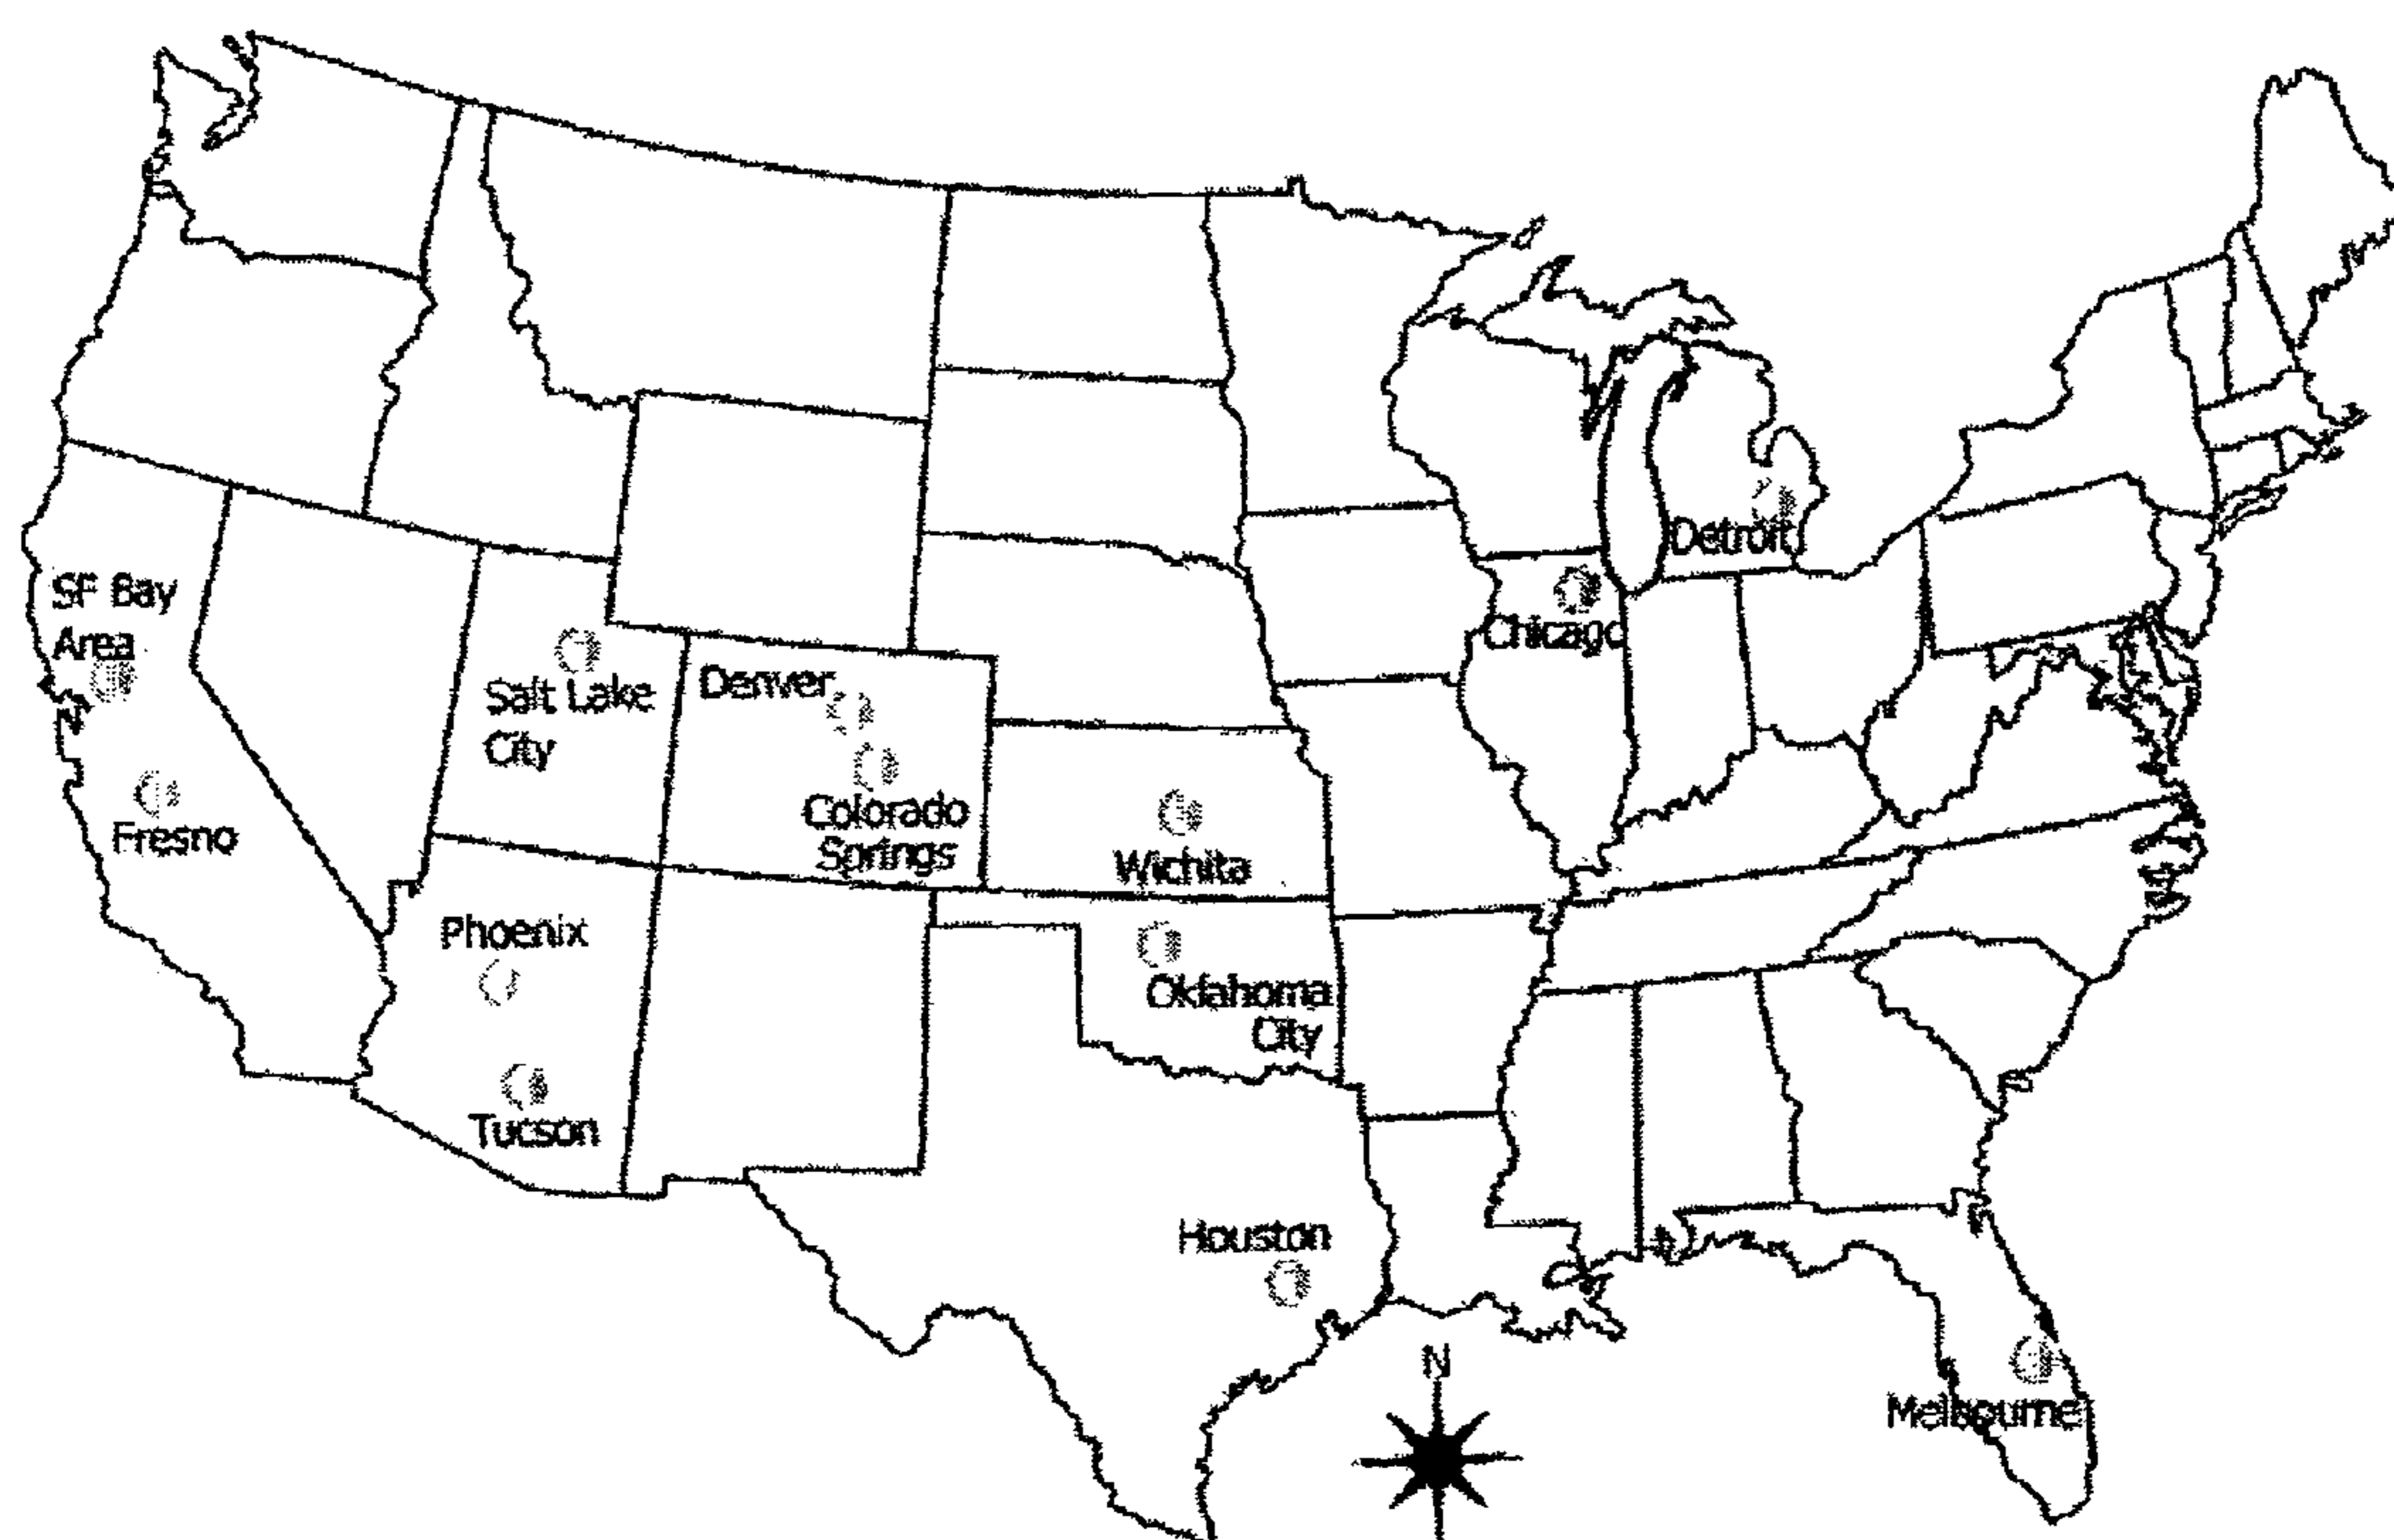 Detroit
SF Bay
Area
Chicago
Salt Lake
City
Denver
Colorado
Springs
Fresno
Wichita
Phoenix
Oklahoma
City
Tucson
Houston
N
Melbourne